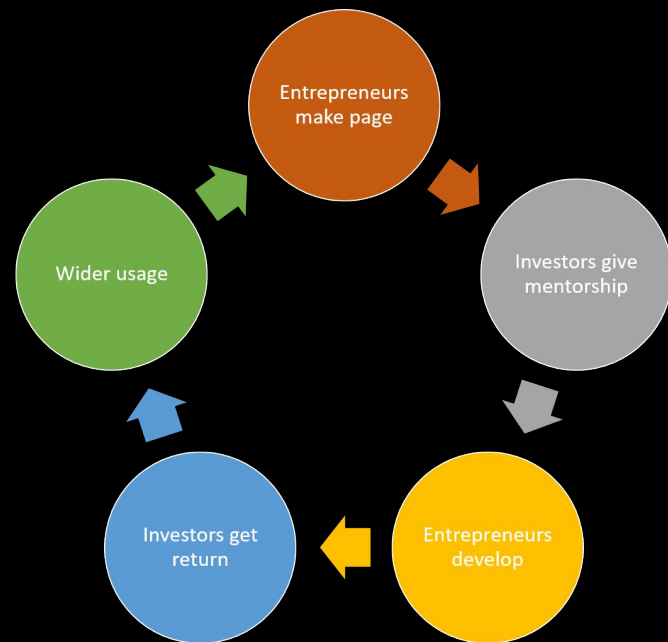 Entrepreneurs
make page
Investors give
mentorship
Entrepreneurs
develop
Investors get
return
Wider usage